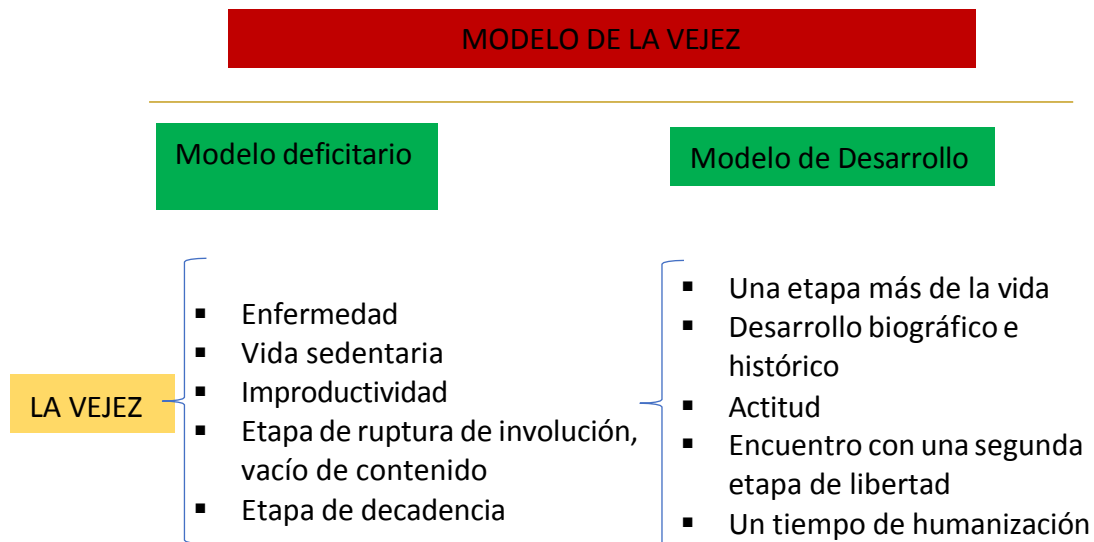 MODELO DE LA VEJEZ
Modelo deficitario
Modelo de Desarrollo
LA VEJEZ
▪ Enfermedad
▪ Vida sedentaria
▪ Improductividad
▪ Etapa de ruptura de involución,
vacío de contenido
▪ Etapa de decadencia
▪ Una etapa más de la vida
▪ Desarrollo biográfico e
histórico
▪ Actitud
▪ Encuentro con una segunda
etapa de libertad
▪ Un tiempo de humanización